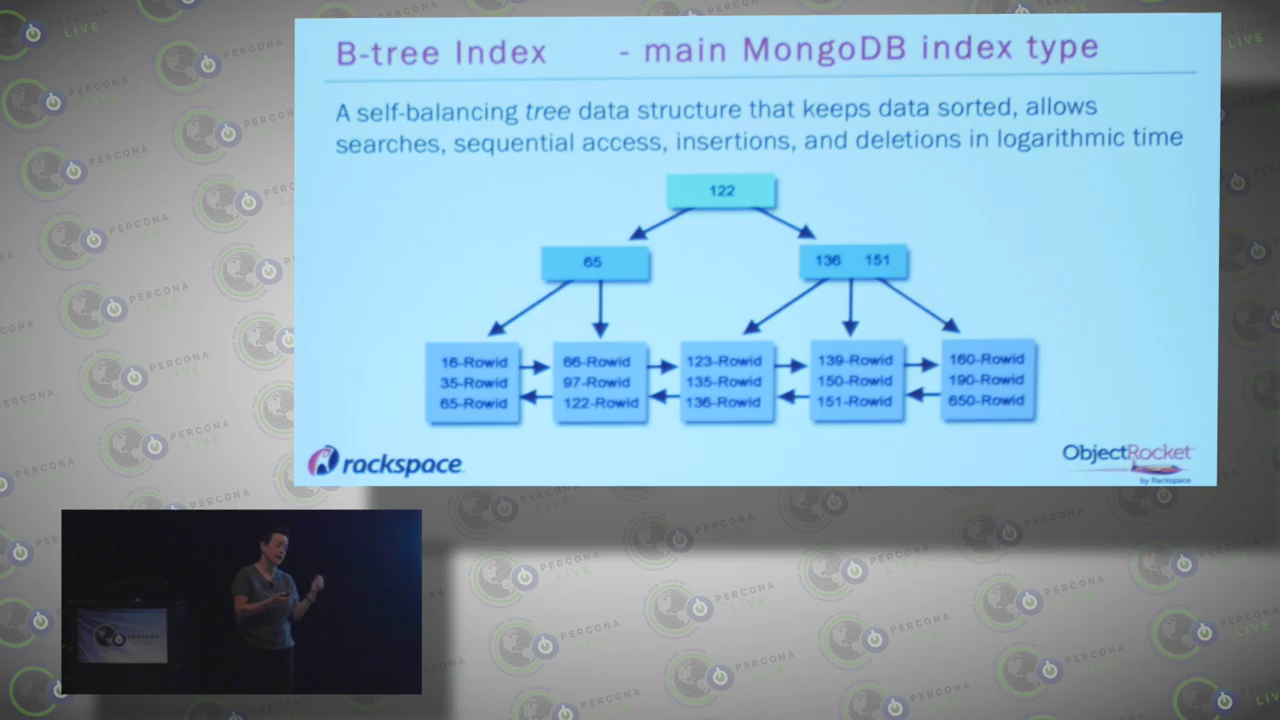 B-tree Index - main MongoDB index type
A self-balancing tree data structure that keeps data sorted, allows
searches, sequential access, insertions, and deletions in logarithmic time
122
65
136 151
16-Rowid
35-Rowid
65-Rowid
66-Rowid
97-Rowid
122-Rowid
123-Rowid
135-Rowid
136-Rowid
139-Rowid
150-Rowid
151-Rowid
160-Rowid
190-Rowid
650-Rowid
rackspace
ObjectRocket
by Rackspace
PERCONA
LIVE